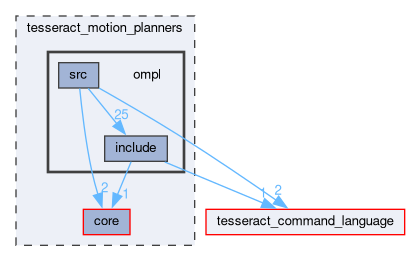 tesseract_motion_planners
src
ompl
25
include
2
1
1
2
core
tesseract_command_language